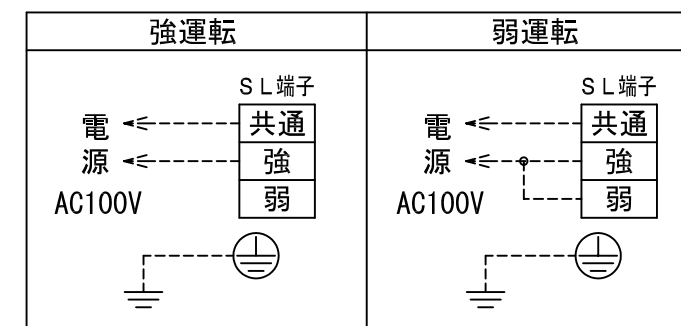 強運転
弱運転
SL端子
電
源
AC100V
共通
強
弱
SL端子
電
源
AC100V
共通
強
弱